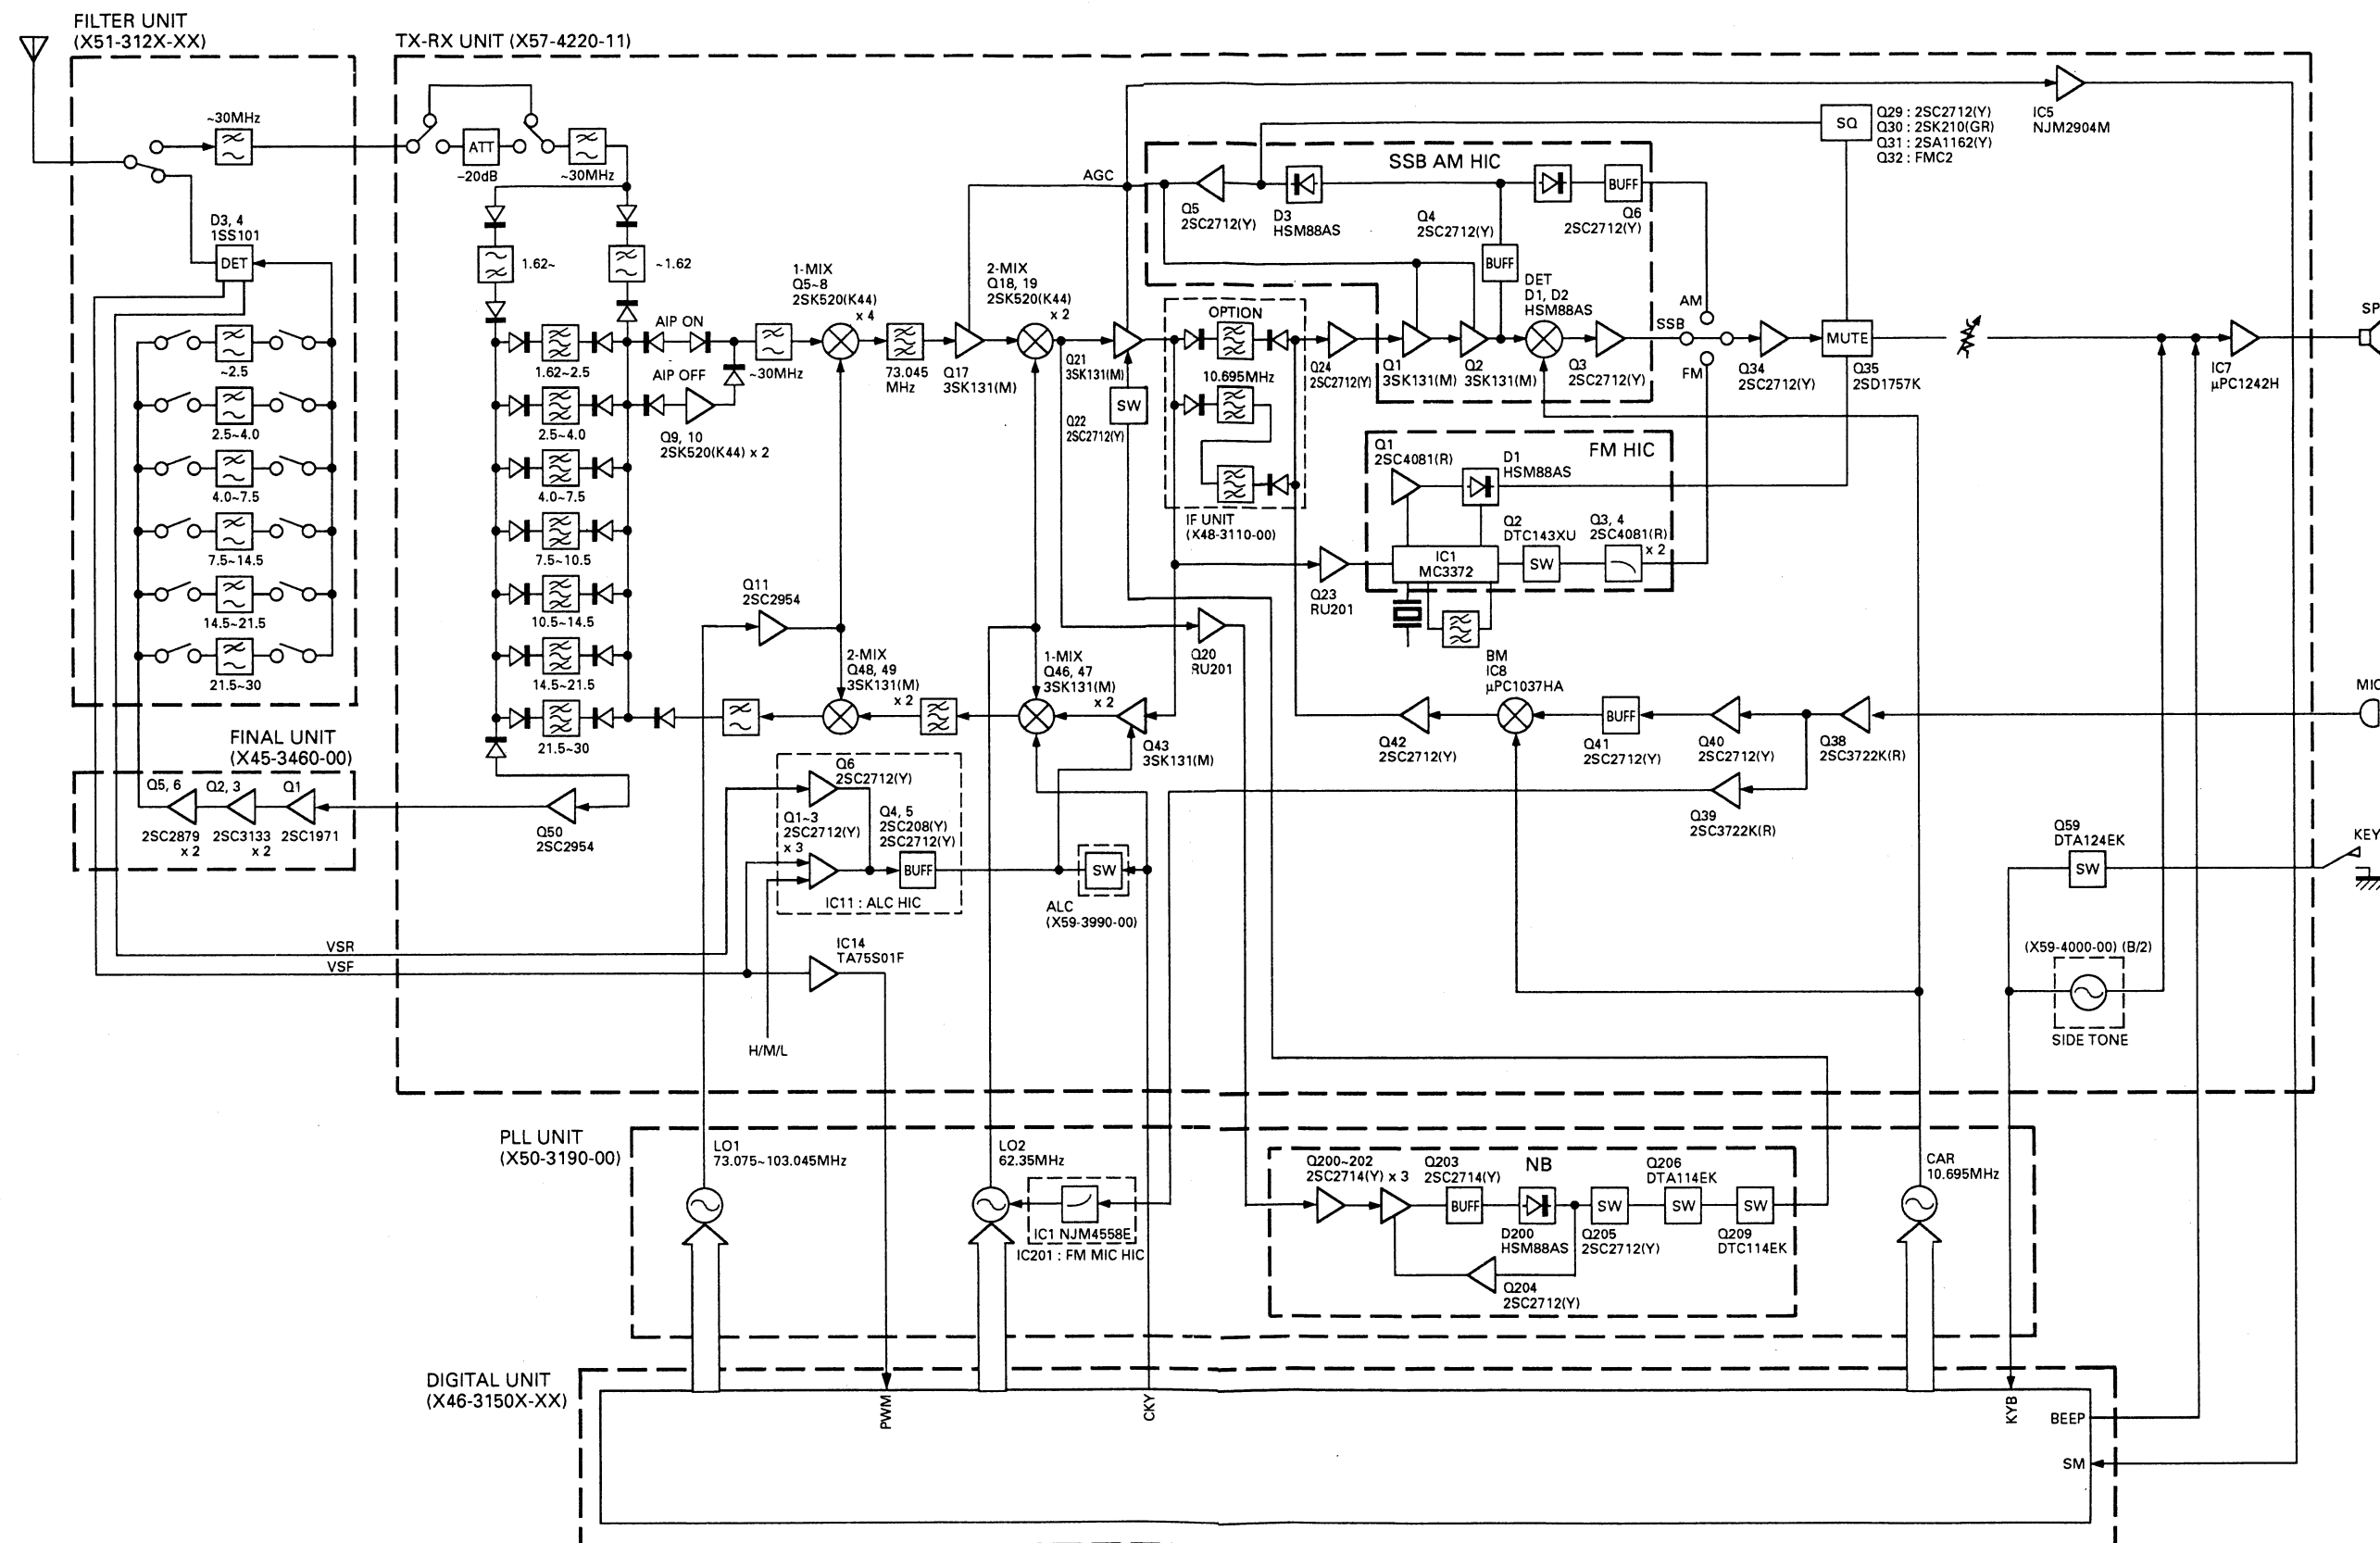 FILTER UNIT
(X51-312X-XX)
TX-RX UNIT (X57-4220-11)
~30MHz
ATT
-20dB
~30MHz
D3, 4
1SS101
DET
1.62~
~1.62
~2.5
2.5~4.0
4.0~7.5
7.5~14.5
14.5~21.5
21.5~30
1.62~2.5
2.5~4.0
4.0~7.5
7.5~10.5
10.5~14.5
14.5~21.5
21.5~30
AIP ON
AIP OFF
Q9, 10
2SK520(K44) x 2
~30MHz
1-MIX
Q5~8
2SK520(K44)
x 4
73.045
MHz
Q17
3SK131(M)
2-MIX
Q18, 19
2SK520(K44)
x 2
AGC
Q21
3SK131(M)
SW
Q22
2SC2712(Y)
SSB AM HIC
Q5
2SC2712(Y)
D3
HSM88AS
Q4
2SC2712(Y)
BUFF
BUFF
Q6
2SC2712(Y)
DET
D1, D2
HSM88AS
OPTION
10.695MHz
IF UNIT
(X48-3110-00)
Q24
2SC2712(Y)
Q1
3SK131(M)
Q2
3SK131(M)
Q3
2SC2712(Y)
AM
SSB
FM
Q34
2SC2712(Y)
MUTE
Q35
2SD1757K
SQ
Q29 : 2SC2712(Y)
Q30 : 2SK210(GR)
Q31 : 2SA1162(Y)
Q32 : FMC2
IC5
NJM2904M
SP
IC7
µPC1242H
FM HIC
Q1
2SC4081(R)
D1
HSM88AS
Q2
DTC143XU
Q3, 4
2SC4081(R)
x 2
IC1
MC3372
SW
Q23
RU201
Q20
RU201
Q11
2SC2954
2-MIX
Q48, 49
3SK131(M)
x 2
1-MIX
Q46, 47
3SK131(M)
x 2
Q43
3SK131(M)
BM
IC8
µPC1037HA
Q42
2SC2712(Y)
BUFF
Q41
2SC2712(Y)
Q40
2SC2712(Y)
Q38
2SC3722K(R)
MIC
Q39
2SC3722K(R)
FINAL UNIT
(X45-3460-00)
Q5, 6
Q2, 3
Q1
2SC2879
x 2
2SC3133
x 2
2SC1971
Q50
2SC2954
Q6
2SC2712(Y)
Q1~3
2SC2712(Y)
x 3
Q4, 5
2SC208(Y)
2SC2712(Y)
BUFF
IC11 : ALC HIC
SW
ALC
(X59-3990-00)
Q59
DTA124EK
SW
KEY
(X59-4000-00) (B/2)
SIDE TONE
VSR
VSF
IC14
TA75S01F
H/M/L
PLL UNIT
(X50-3190-00)
LO1
73.075~103.045MHz
LO2
62.35MHz
IC1 NJM4558E
IC201 : FM MIC HIC
NB
Q200~202
2SC2714(Y) x 3
Q203
2SC2714(Y)
BUFF
D200
HSM88AS
SW
Q205
2SC2712(Y)
Q206
DTA114EK
SW
SW
Q209
DTC114EK
Q204
2SC2712(Y)
CAR
10.695MHz
DIGITAL UNIT
(X46-3150X-XX)
PWM
CKY
KYB
BEEP
SM